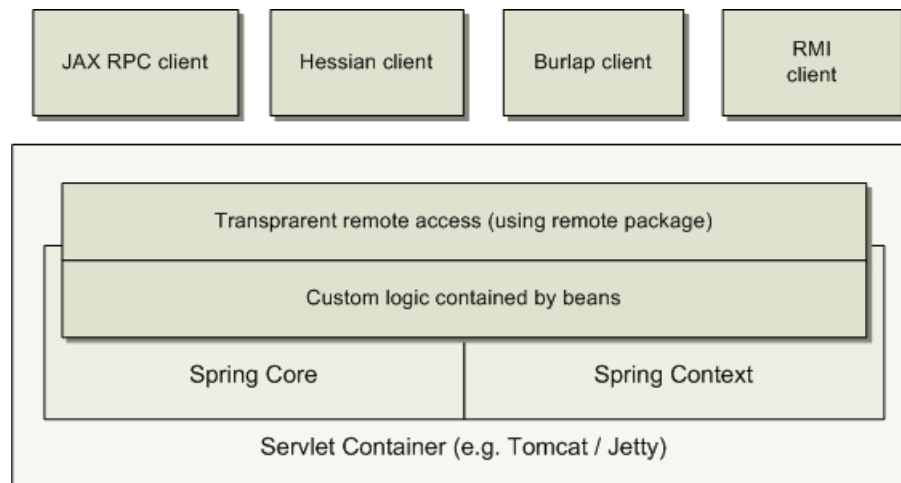 JAX RPC client
Hessian client
Burlap client
RMI
client
Transprarent remote access (using remote package)
Custom logic contained by beans
Spring Core
Spring Context
Servlet Container (e.g. Tomcat / Jetty)